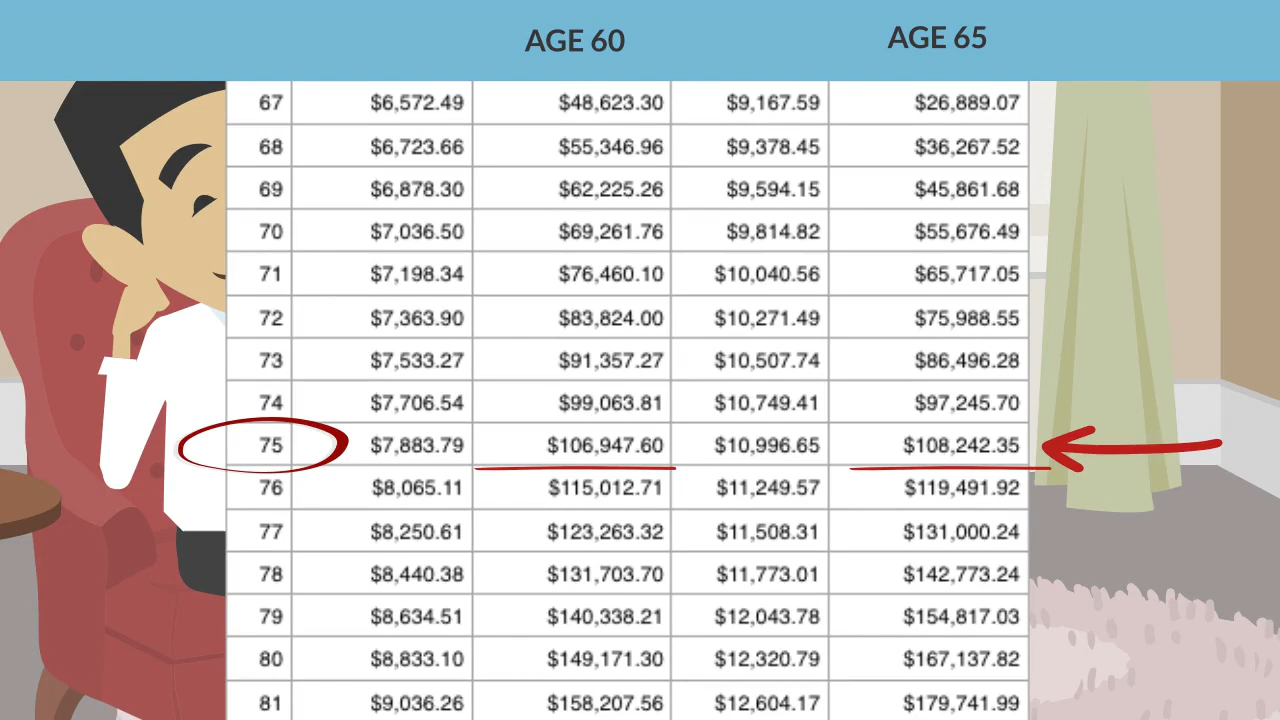 AGE 60 AGE 65
67 $6,572.49 $48,623.30 $9,167.59 $26,889.07
68 $6,723.66 $55,346.96 $9,378.45 $36,267.52
69 $6,878.30 $62,225.26 $9,594.15 $45,861.68
70 $7,036.50 $69,261.76 $9,814.82 $55,676.49
71 $7,198.34 $76,460.10 $10,040.56 $65,717.05
72 $7,363.90 $83,824.00 $10,271.49 $75,988.55
73 $7,533.27 $91,357.27 $10,507.74 $86,496.28
74 $7,706.54 $99,063.81 $10,749.41 $97,245.70
75 $7,883.79 $106,947.60 $10,996.65 $108,242.35
76 $8,065.11 $115,012.71 $11,249.57 $119,491.92
77 $8,250.61 $123,263.32 $11,508.31 $131,000.24
78 $8,440.38 $131,703.70 $11,773.01 $142,773.24
79 $8,634.51 $140,338.21 $12,043.78 $154,817.03
80 $8,833.10 $149,171.30 $12,320.79 $167,137.82
81 $9,036.26 $158,207.56 $12,604.17 $179,741.99